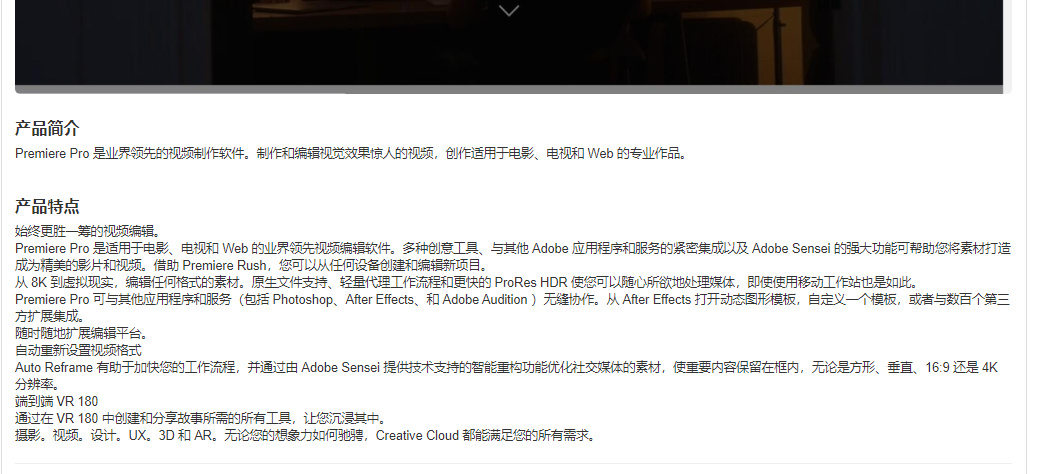 产品简介
Premiere Pro 是业界领先的视频制作软件。制作和编辑视觉效果惊人的视频，创作适用于电影、电视和 Web 的专业作品。
产品特点
始终更胜一筹的视频编辑。
Premiere Pro 是适用于电影、电视和 Web 的业界领先视频编辑软件。多种创意工具、与其他 Adobe 应用程序和服务的紧密集成以及 Adobe Sensei 的强大功能可帮助您将素材打造
成为精美的影片和视频。借助 Premiere Rush，您可以从任何设备创建和编辑新项目。
从 8K 到虚拟现实，编辑任何格式的素材。原生文件支持、轻量代理工作流程和更快的 ProRes HDR 使您可以随心所欲地处理媒体，即使使用移动工作站也是如此。
Premiere Pro 可与其他应用程序和服务（包括 Photoshop、After Effects、和 Adobe Audition ）无缝协作。从 After Effects 打开动态图形模板，自定义一个模板，或者与数百个第三
方扩展集成。
随时随地扩展编辑平台。
自动重新设置视频格式
Auto Reframe 有助于加快您的工作流程，并通过由 Adobe Sensei 提供技术支持的智能重构功能优化社交媒体的素材，使重要内容保留在框内，无论是方形、垂直、16:9 还是 4K
分辨率。
端到端 VR 180
通过在 VR 180 中创建和分享故事所需的所有工具，让您沉浸其中。
摄影。视频。设计。UX。3D 和 AR。无论您的想象力如何驰骋，Creative Cloud 都能满足您的所有需求。